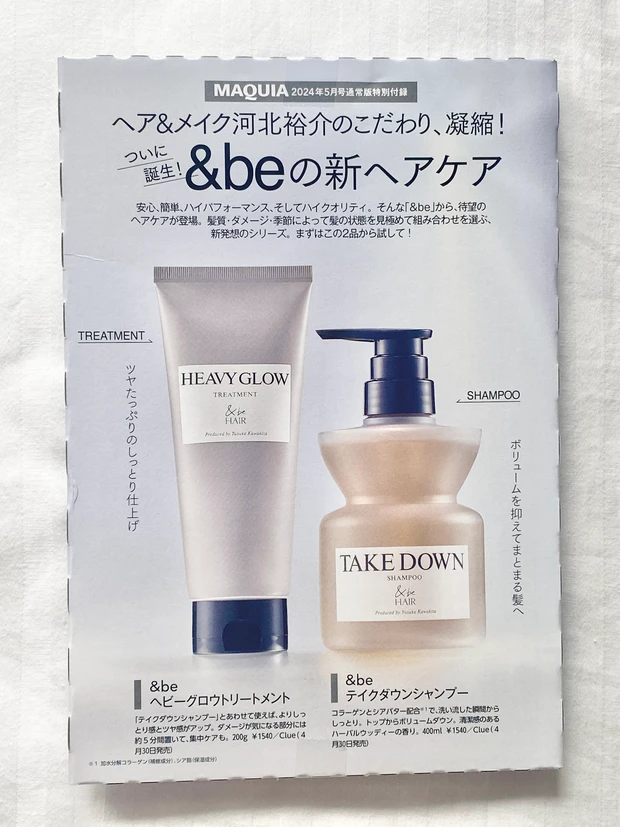 MAQUIA 2024年5月号通常版特別付録
ヘア&メイク河北裕介のこだわり、凝縮！
ついに
誕生！
&beの新ヘアケア
安心、簡単、ハイパフォーマンス、そしてハイクオリティ。そんな「&be」から、待望の
ヘアケアが登場。髪質・ダメージ・季節によって髪の状態を見極めて組み合わせを選ぶ、
新発想のシリーズ。まずはこの2品から試して！
TREATMENT
ツヤたっぷりのしっとり仕上げ
HEAVY GLOW
TREATMENT
&be
HAIR
Produced by Yusuke Kawakita
SHAMPOO
ボリュームを抑えてまとまる髪へ
TAKE DOWN
SHAMPOO
&be
HAIR
Produced by Yusuke Kawakita
&be
ヘビーグロウトリートメント
「テイクダウンシャンプー」とあわせて使えば、よりしっ
とり感とツヤ感がアップ。ダメージが気になる部分には
約5分間置いて、集中ケアも。200g ¥1540／Clue（4
月30日発売）
&be
テイクダウンシャンプー
コラーゲンとシアバター配合※1で、洗い流した瞬間から
しっとり。トップからボリュームダウン。清潔感のある
ハーバルウッディーの香り。400ml ¥1540／Clue（4
月30日発売）
※1 加水分解コラーゲン（補修成分）、シア脂（保湿成分）